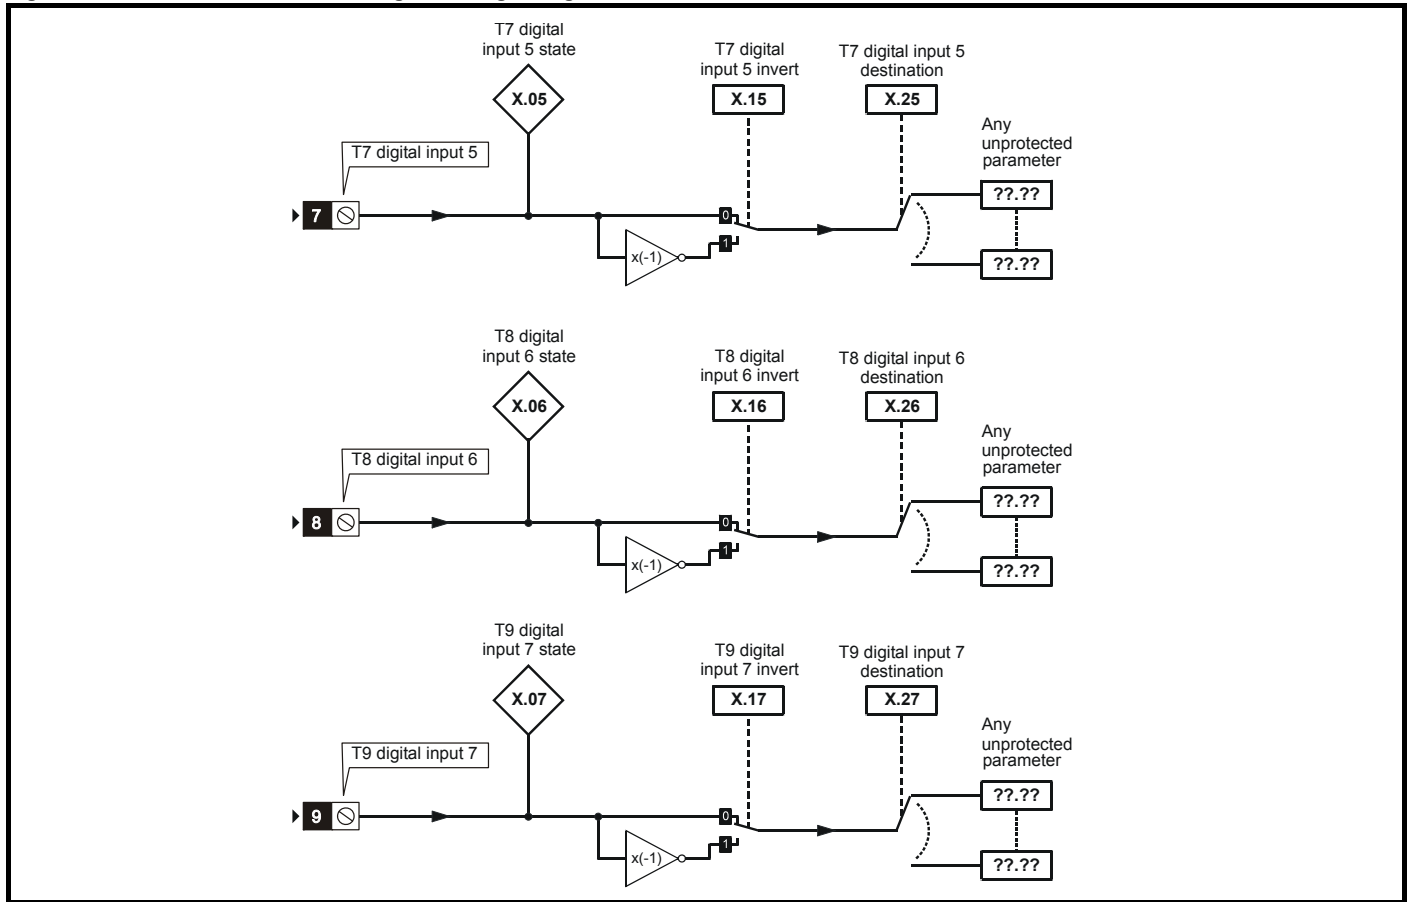 T7 digital
input 5 state
T7 digital
input 5 invert
T7 digital input 5
destination
X.05
X.15
X.25
Any
unprotected
parameter
T7 digital input 5
??.??
7
0
1
x(-1)
??.??
T8 digital
input 6 state
T8 digital
input 6 invert
T8 digital input 6
destination
X.06
X.16
X.26
Any
unprotected
parameter
T8 digital input 6
??.??
8
0
1
x(-1)
??.??
T9 digital
input 7 state
T9 digital
input 7 invert
T9 digital input 7
destination
X.07
X.17
X.27
Any
unprotected
parameter
T9 digital input 7
??.??
9
0
1
x(-1)
??.??